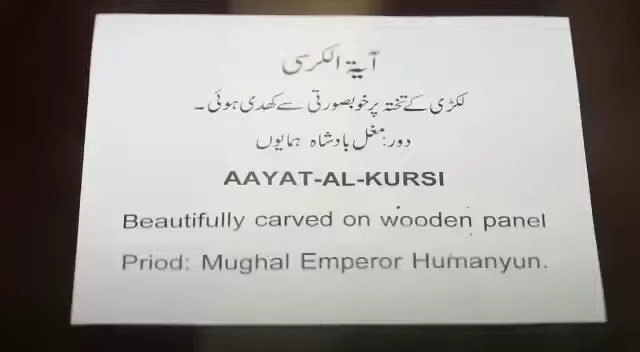 آیۃ الکرسی
لکڑی کے تختہ پر خوبصورتی سے کھدی ہوئی ۔
دور: مغل بادشاہ ہمایوں
AAYAT-AL-KURSI
Beautifully carved on wooden panel
Priod: Mughal Emperor Humanyun.